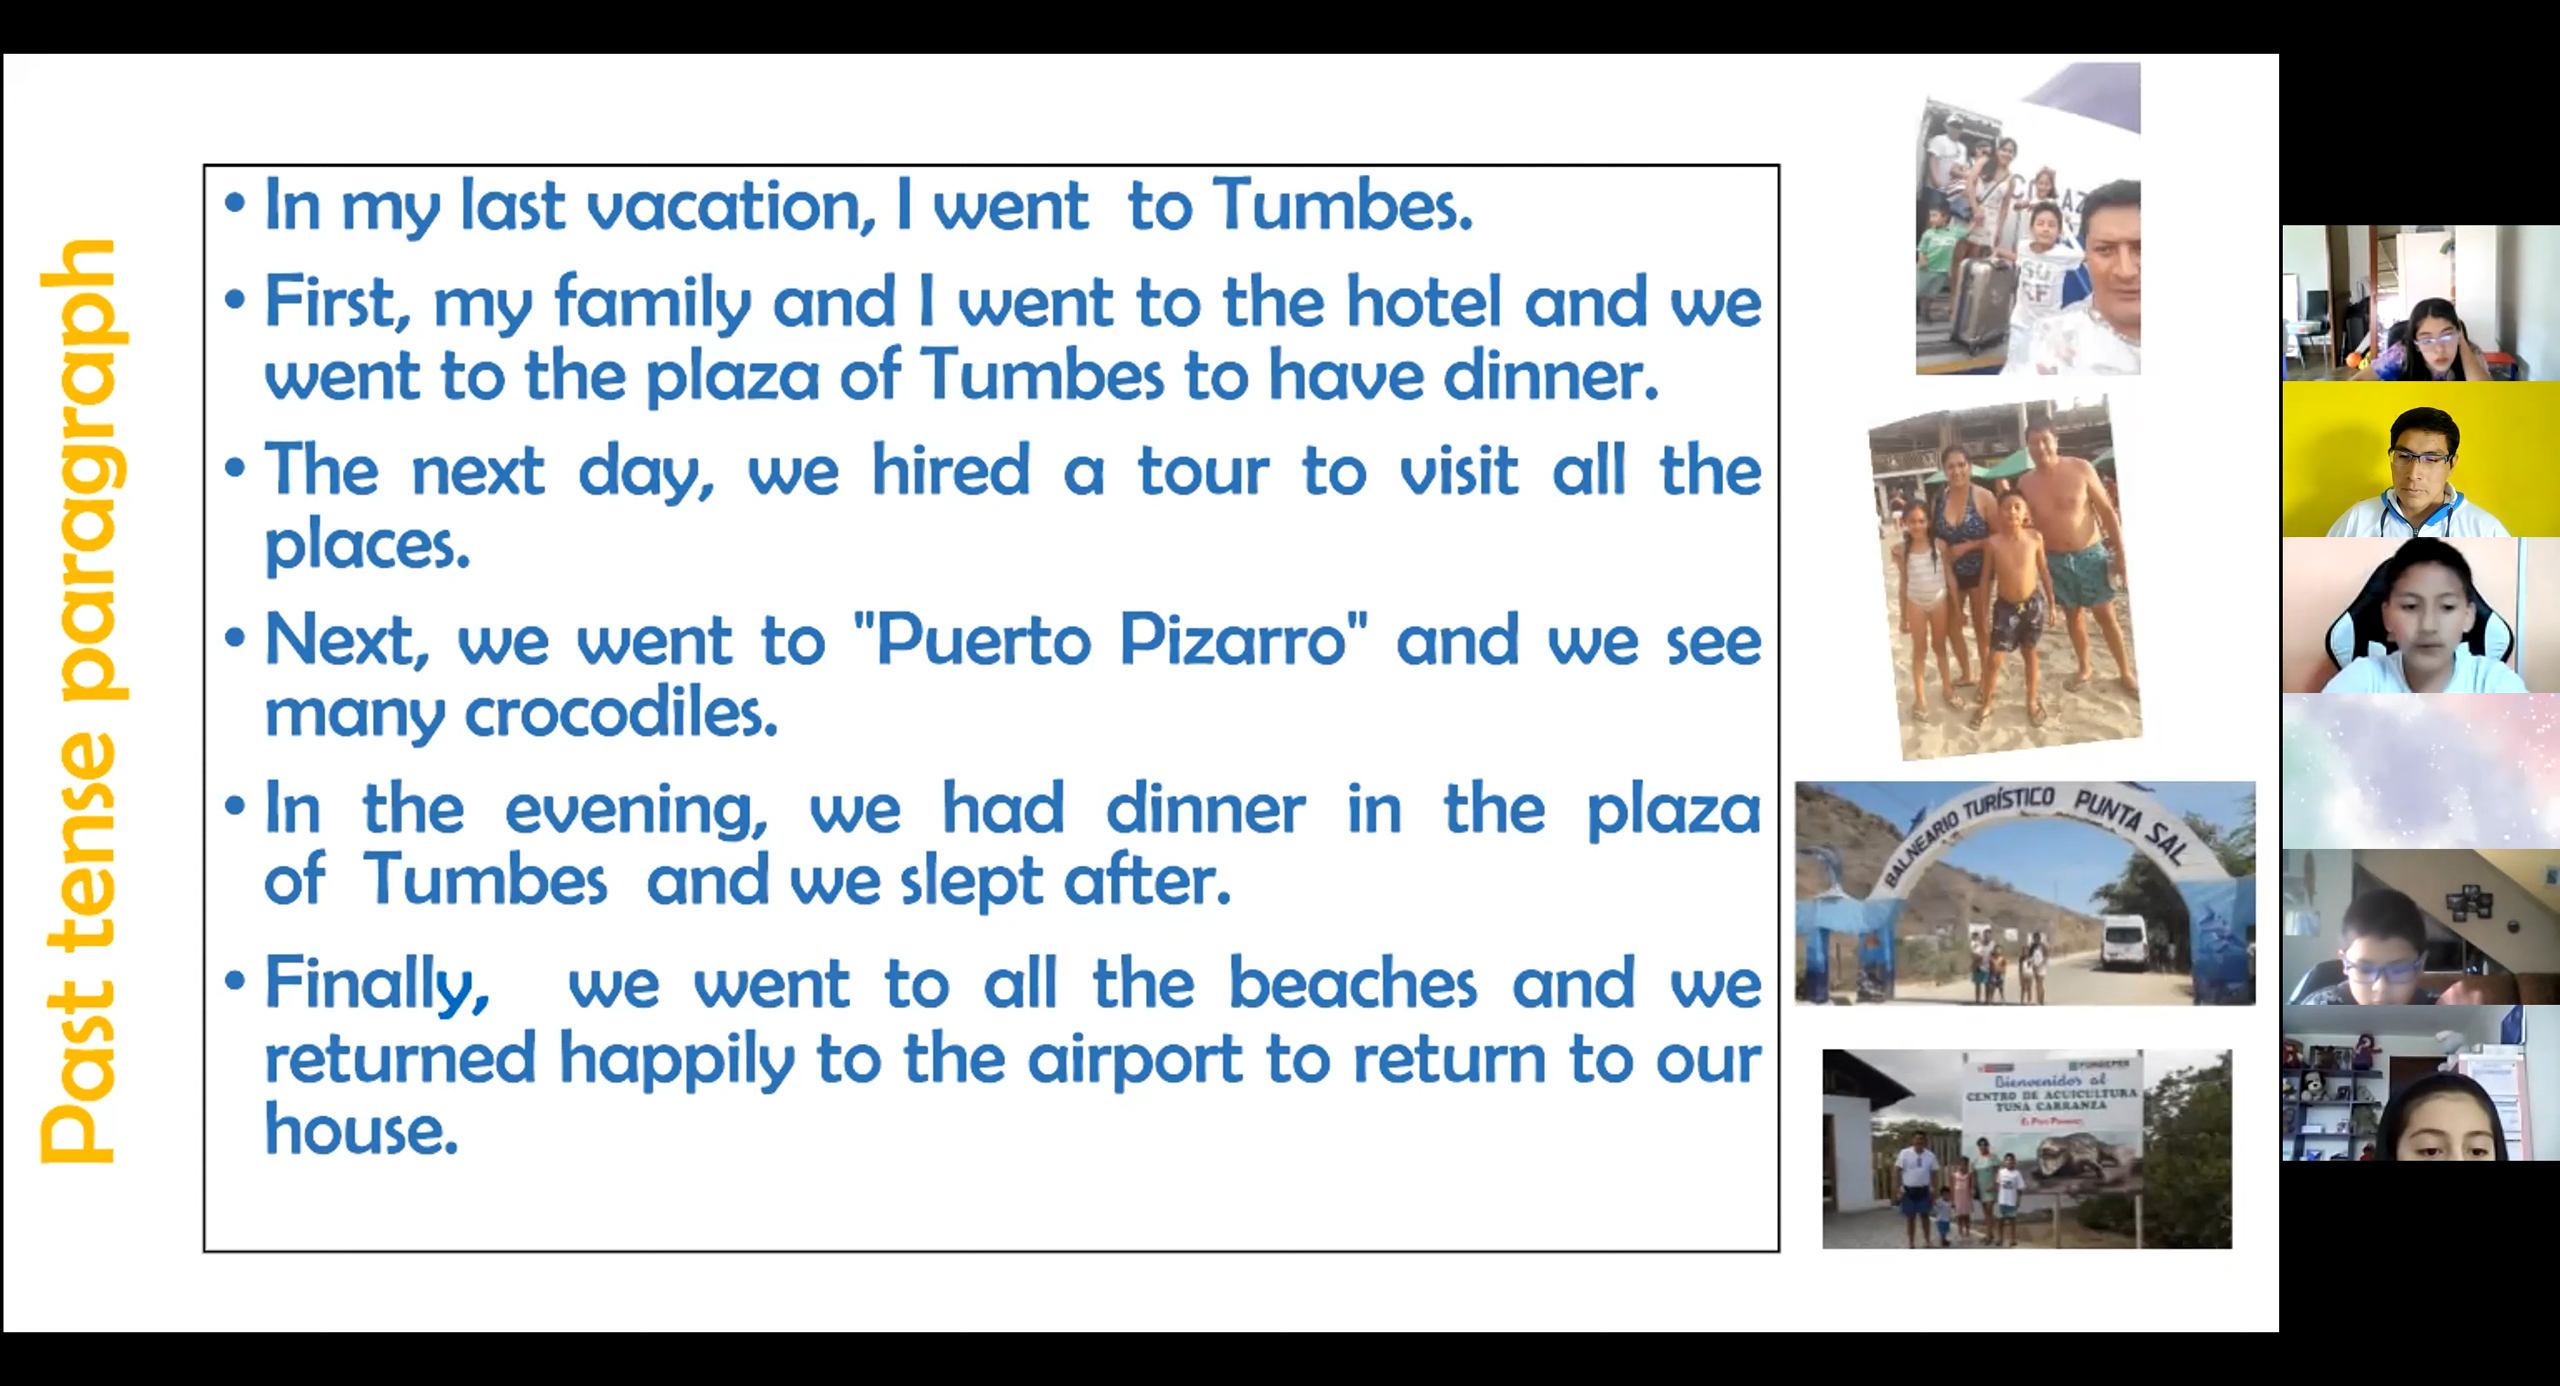 Past tense paragraph
• In my last vacation, I went to Tumbes.
• First, my family and I went to the hotel and we
went to the plaza of Tumbes to have dinner.
• The next day, we hired a tour to visit all the
places.
• Next, we went to "Puerto Pizarro" and we see
many crocodiles.
• In the evening, we had dinner in the plaza
of Tumbes and we slept after.
• Finally, we went to all the beaches and we
returned happily to the airport to return to our
house.
SU
RF
BALNEARIO TURÍSTICO PUNTA SAL
Bienvenidos al
CENTRO DE ACUICULTURA
TUNA CARRANZA